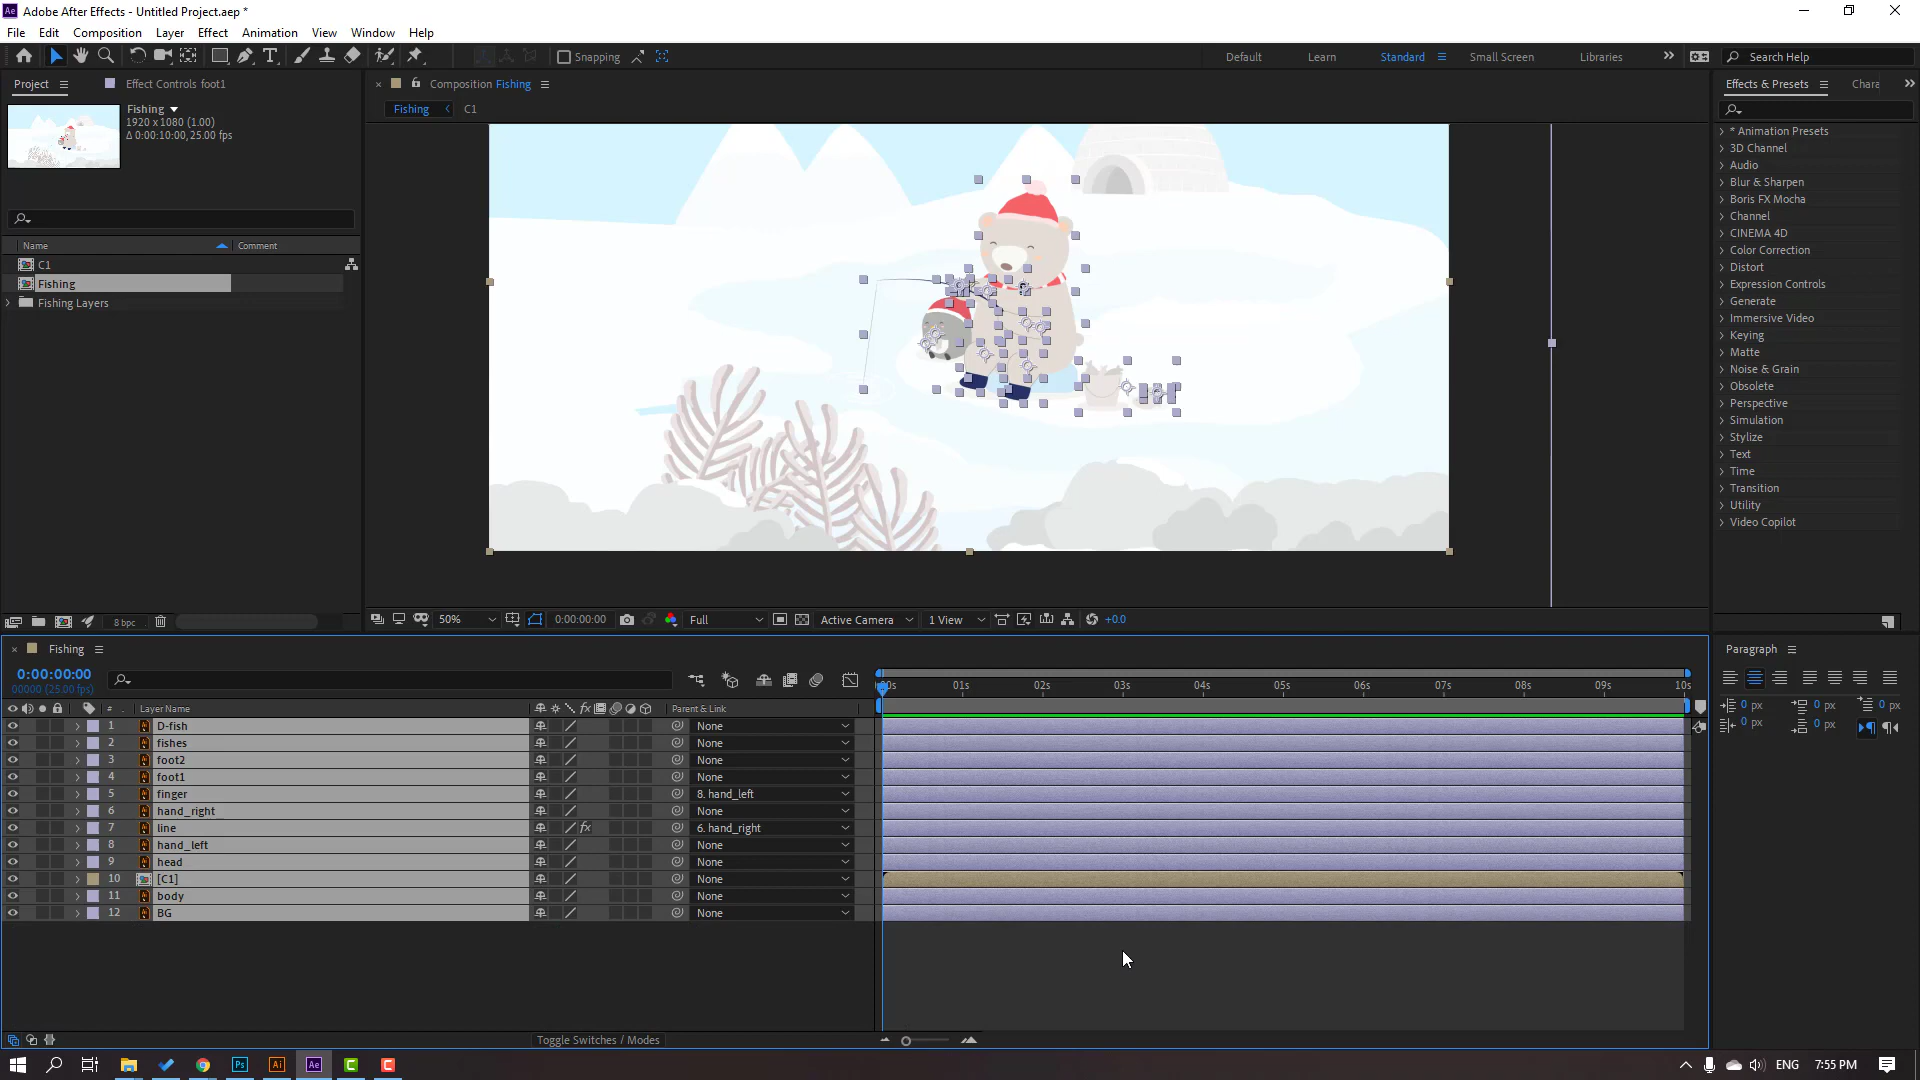 Ae Adobe After Effects - Untitled Project.aep *
File Edit Composition Layer Effect Animation View Window Help
Snapping Default Learn Standard Small Screen Libraries Search Help
Project Effect Controls foot1
Composition Fishing
Effects & Presets Chara
Fishing
1920 x 1080 (1.00)
Δ 0:00:10:00, 25.00 fps
Fishing C1
Name Comment
C1
Fishing
Fishing Layers
* Animation Presets
3D Channel
Audio
Blur & Sharpen
Boris FX Mocha
Channel
CINEMA 4D
Color Correction
Distort
Expression Controls
Generate
Immersive Video
Keying
Matte
Noise & Grain
Obsolete
Perspective
Simulation
Stylize
Text
Time
Transition
Utility
Video Copilot
8 bpc
50% 0:00:00:00 Full Active Camera 1 View +0.0
Fishing
0:00:00:00
00000 (25.00 fps)
00s 01s 02s 03s 04s 05s 06s 07s 08s 09s 10s
# Layer Name fx Parent & Link
1 D-fish None
2 fishes None
3 foot2 None
4 foot1 None
5 finger 8. hand_left
6 hand_right None
7 line fx 6. hand_right
8 hand_left None
9 head None
10 [C1] None
11 body None
12 BG None
Toggle Switches / Modes
Paragraph
0 px 0 px 0 px
0 px 0 px
Ps Ai Ae C C
ENG 7:55 PM